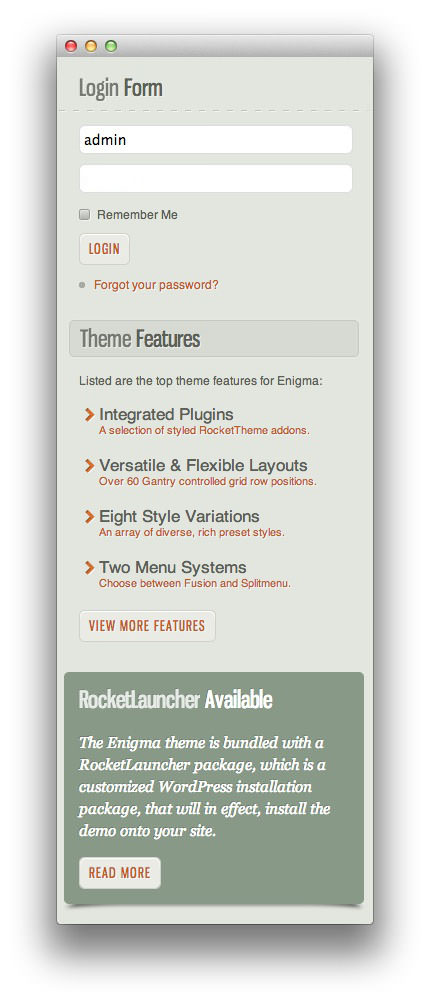 Login Form
admin
Remember Me
LOGIN
Forgot your password?
Theme Features
Listed are the top theme features for Enigma:
Integrated Plugins
A selection of styled RocketTheme addons.
Versatile & Flexible Layouts
Over 60 Gantry controlled grid row positions.
Eight Style Variations
An array of diverse, rich preset styles.
Two Menu Systems
Choose between Fusion and Splitmenu.
VIEW MORE FEATURES
RocketLauncher Available
The Enigma theme is bundled with a
RocketLauncher package, which is a
customized WordPress installation
package, that will in effect, install the
demo onto your site.
READ MORE